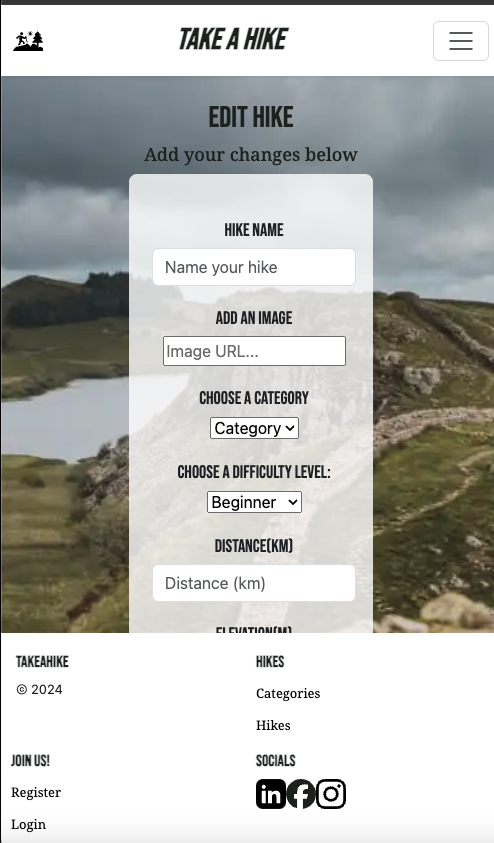 TAKE A HIKE
EDIT HIKE
Add your changes below
HIKE NAME
Name your hike
ADD AN IMAGE
Image URL...
CHOOSE A CATEGORY
Category
CHOOSE A DIFFICULTY LEVEL:
Beginner
DISTANCE(KM)
Distance (km)
ELEVATION(M)
TAKEAHIKE
© 2024
HIKES
Categories
Hikes
JOIN US!
Register
Login
SOCIALS
in